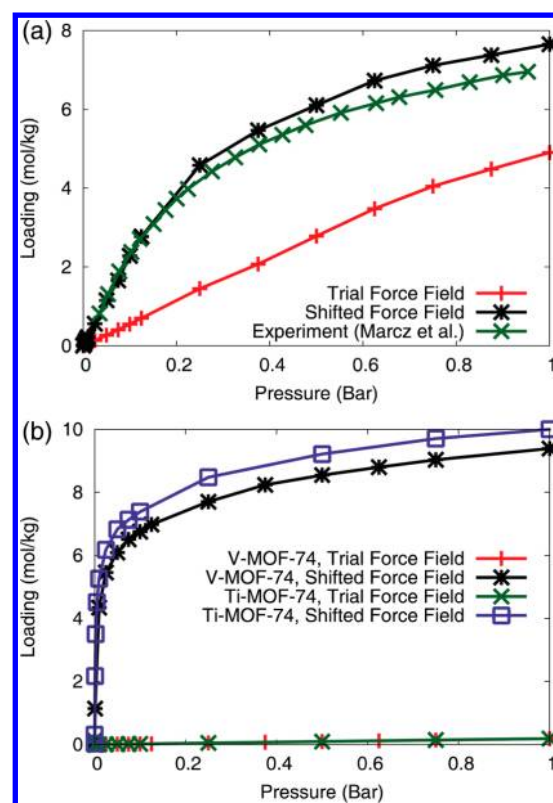 (a)
8
6
4
2
0
Loading (mol/kg)
Trial Force Field
Shifted Force Field
Experiment (Marcz et al.)
0 0.2 0.4 0.6 0.8 1
Pressure (Bar)
(b)
10
8
6
4
2
0
Loading (mol/kg)
V-MOF-74, Trial Force Field
V-MOF-74, Shifted Force Field
Ti-MOF-74, Trial Force Field
Ti-MOF-74, Shifted Force Field
0 0.2 0.4 0.6 0.8 1
Pressure (Bar)